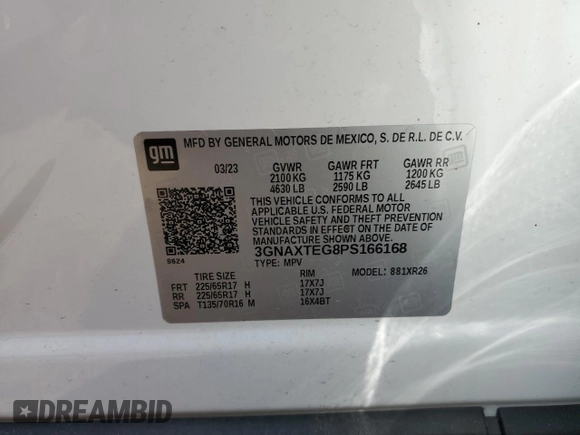 gm
MFD BY GENERAL MOTORS DE MEXICO, S. DE R.L. DE C.V.
03/23 GVWR GAWR FRT GAWR RR
2100 KG 1175 KG 1200 KG
4630 LB 2590 LB 2645 LB
THIS VEHICLE CONFORMS TO ALL
APPLICABLE U.S. FEDERAL MOTOR
VEHICLE SAFETY, BUMPER, AND
THEFT PREVENTION STANDARDS IN
EFFECT ON THE DATE OF
MANUFACTURE SHOWN ABOVE.
3GNAXTEG8PS166168
S624 TYPE: MPV MODEL: 881XR26
TIRE SIZE RIM
FRT 225/65R17 H 17X7J
RR 225/65R17 H 17X7J
SPA T135/70R16 M 16X4BT
DREAMBID